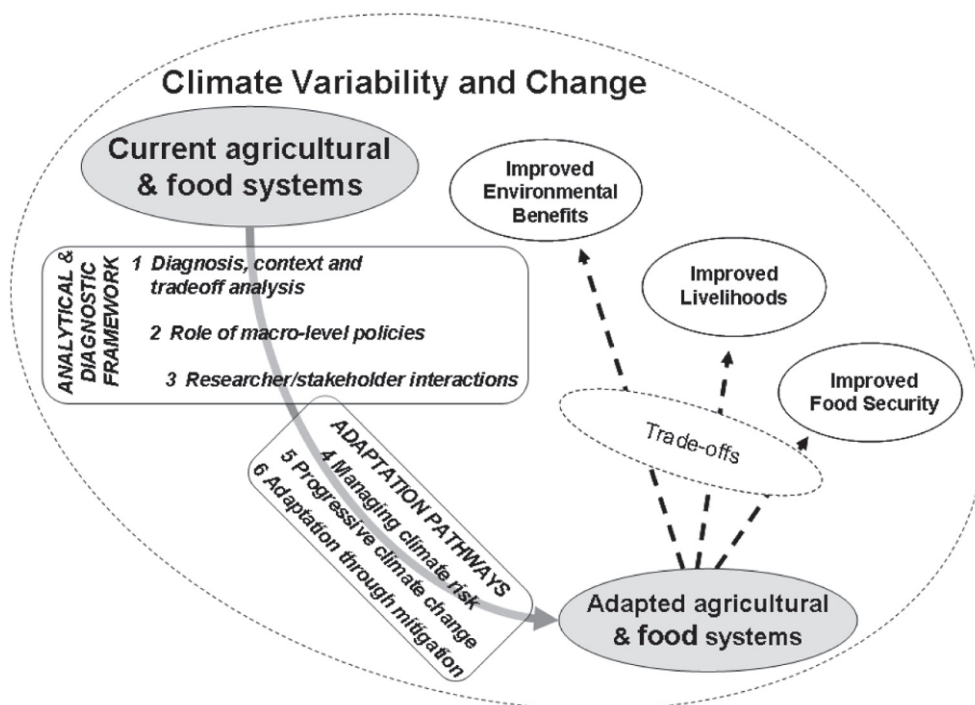 Climate Variability and Change
Current agricultural
& food systems
Improved
Environmental
Benefits
ANALYTICAL &
DIAGNOSTIC
FRAMEWORK
1 Diagnosis, context and
tradeoff analysis
2 Role of macro-level policies
3 Researcher/stakeholder interactions
Improved
Livelihoods
Improved
Food Security
Trade-offs
ADAPTATION PATHWAYS
4 Managing climate risk
5 Progressive climate change
6 Adaptation through mitigation
Adapted agricultural
& food systems